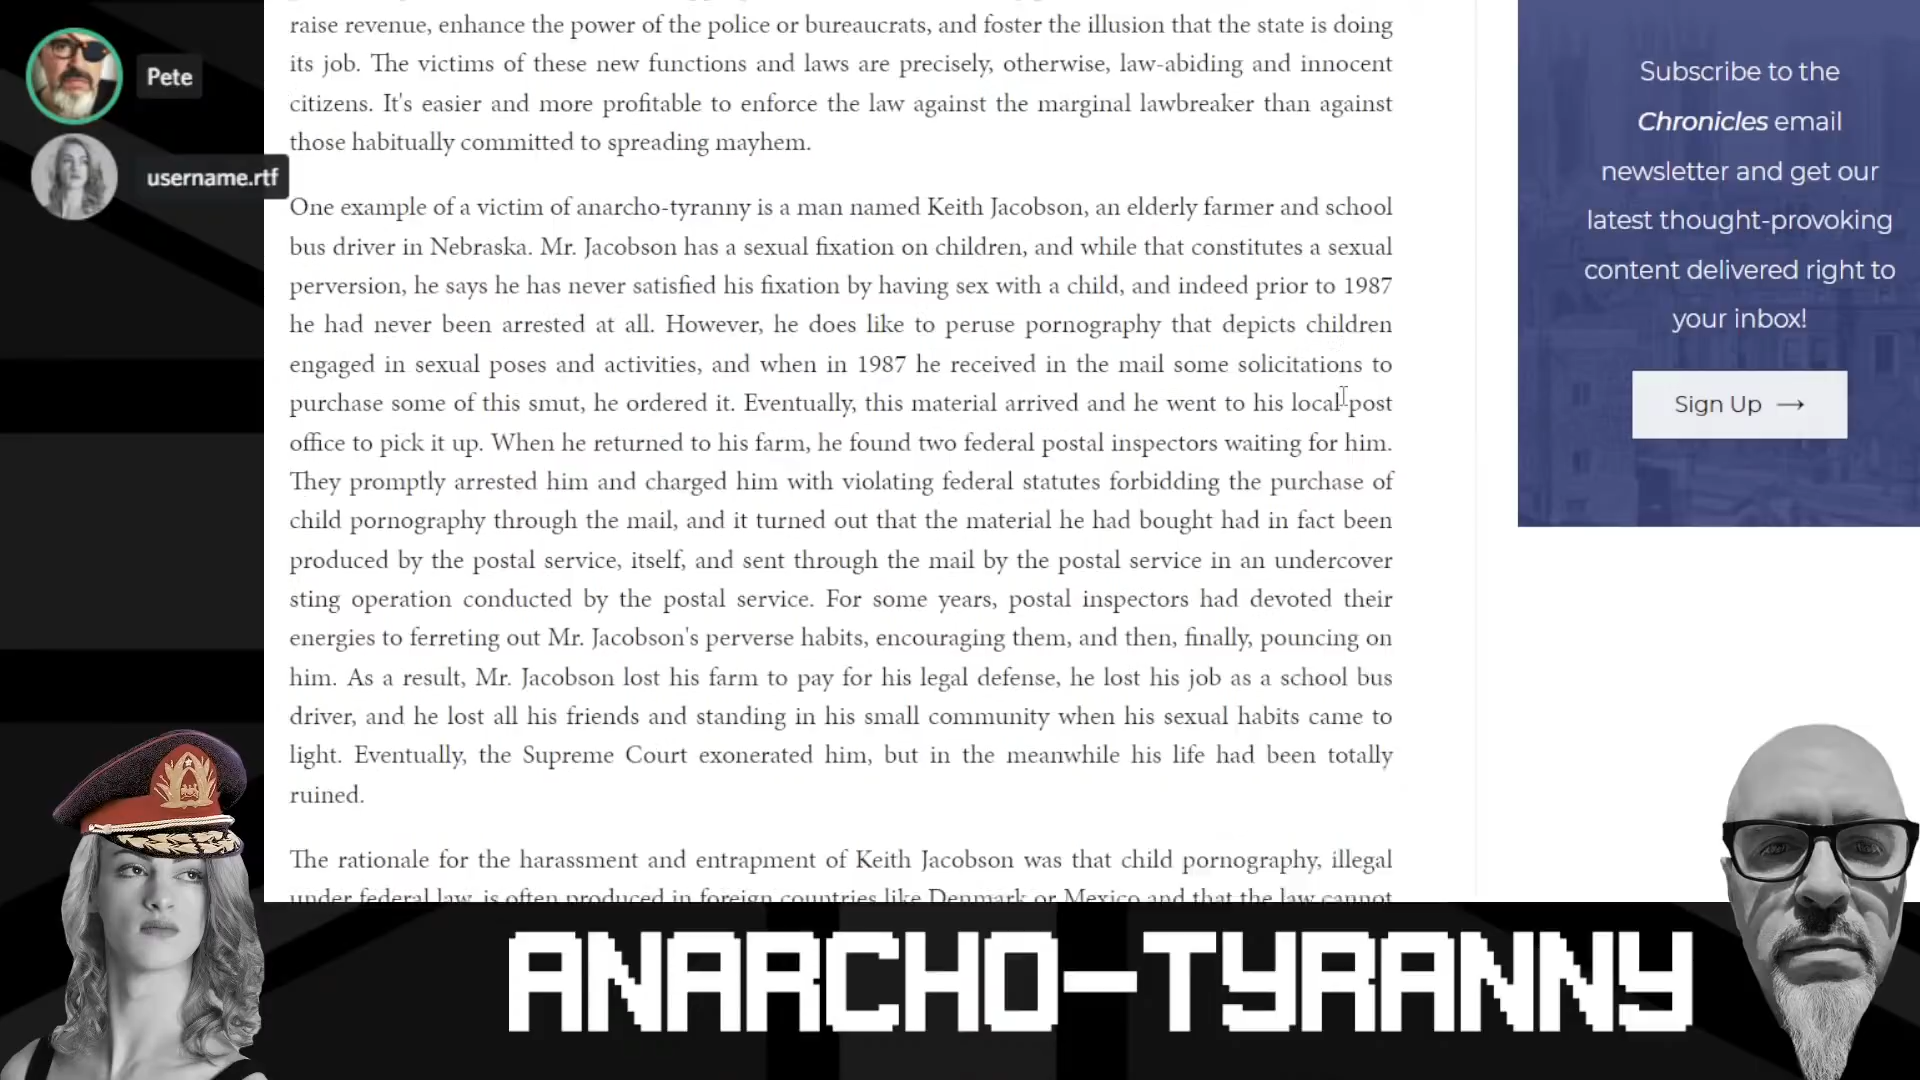 raise revenue, enhance the power of the police or bureaucrats, and foster the illusion that the state is doing
its job. The victims of these new functions and laws are precisely, otherwise, law-abiding and innocent
citizens. It's easier and more profitable to enforce the law against the marginal lawbreaker than against
those habitually committed to spreading mayhem.
One example of a victim of anarcho-tyranny is a man named Keith Jacobson, an elderly farmer and school
bus driver in Nebraska. Mr. Jacobson has a sexual fixation on children, and while that constitutes a sexual
perversion, he says he has never satisfied his fixation by having sex with a child, and indeed prior to 1987
he had never been arrested at all. However, he does like to peruse pornography that depicts children
engaged in sexual poses and activities, and when in 1987 he received in the mail some solicitations to
purchase some of this smut, he ordered it. Eventually, this material arrived and he went to his local post
office to pick it up. When he returned to his farm, he found two federal postal inspectors waiting for him.
They promptly arrested him and charged him with violating federal statutes forbidding the purchase of
child pornography through the mail, and it turned out that the material he had bought had in fact been
produced by the postal service, itself, and sent through the mail by the postal service in an undercover
sting operation conducted by the postal service. For some years, postal inspectors had devoted their
energies to ferreting out Mr. Jacobson's perverse habits, encouraging them, and then, finally, pouncing on
him. As a result, Mr. Jacobson lost his farm to pay for his legal defense, he lost his job as a school bus
driver, and he lost all his friends and standing in his small community when his sexual habits came to
light. Eventually, the Supreme Court exonerated him, but in the meanwhile his life had been totally
ruined.
The rationale for the harassment and entrapment of Keith Jacobson was that child pornography, illegal
under federal law, is often produced in foreign countries like Denmark or Mexico and that the law cannot
Subscribe to the
Chronicles email
newsletter and get our
latest thought-provoking
content delivered right to
your inbox!
Sign Up →
Pete
username.rtf
ANARCHO-TYRANNY